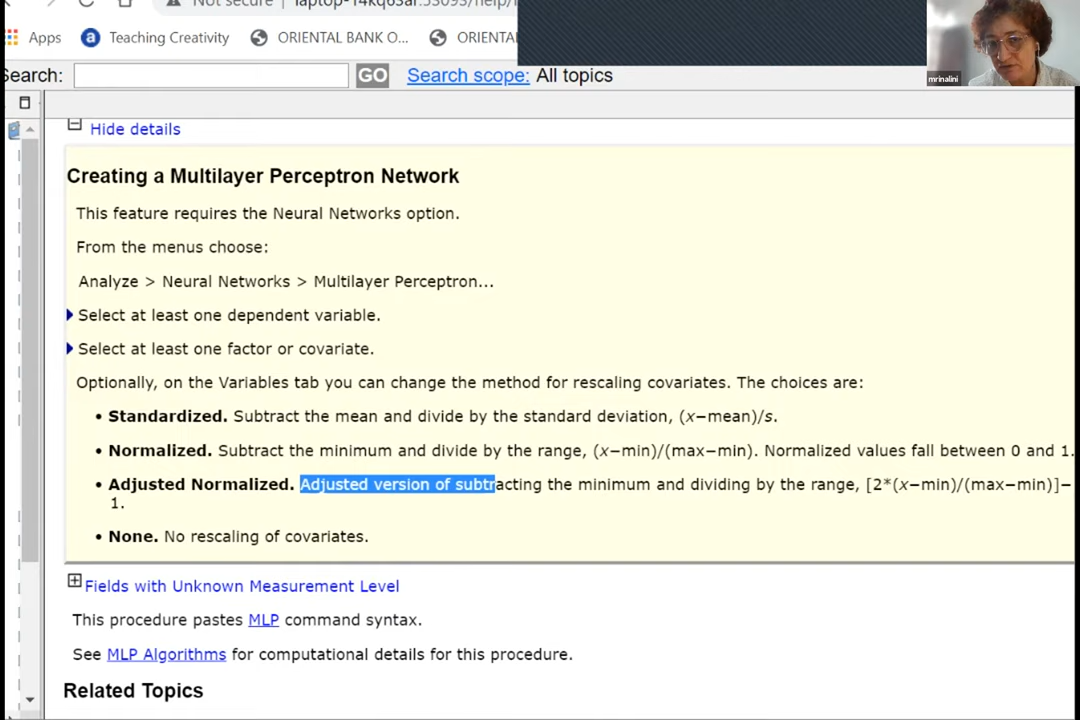 Not secure | laptop-14kq63af:53093/help/
Apps Teaching Creativity ORIENTAL BANK O... ORIENTAL
Search: GO Search scope: All topics
Hide details
Creating a Multilayer Perceptron Network
This feature requires the Neural Networks option.
From the menus choose:
Analyze > Neural Networks > Multilayer Perceptron...
Select at least one dependent variable.
Select at least one factor or covariate.
Optionally, on the Variables tab you can change the method for rescaling covariates. The choices are:
• Standardized. Subtract the mean and divide by the standard deviation, (x−mean)/s.
• Normalized. Subtract the minimum and divide by the range, (x−min)/(max−min). Normalized values fall between 0 and 1.
• Adjusted Normalized. Adjusted version of subtracting the minimum and dividing by the range, [2*(x−min)/(max−min)]−
1.
• None. No rescaling of covariates.
Fields with Unknown Measurement Level
This procedure pastes MLP command syntax.
See MLP Algorithms for computational details for this procedure.
Related Topics
mrinalini